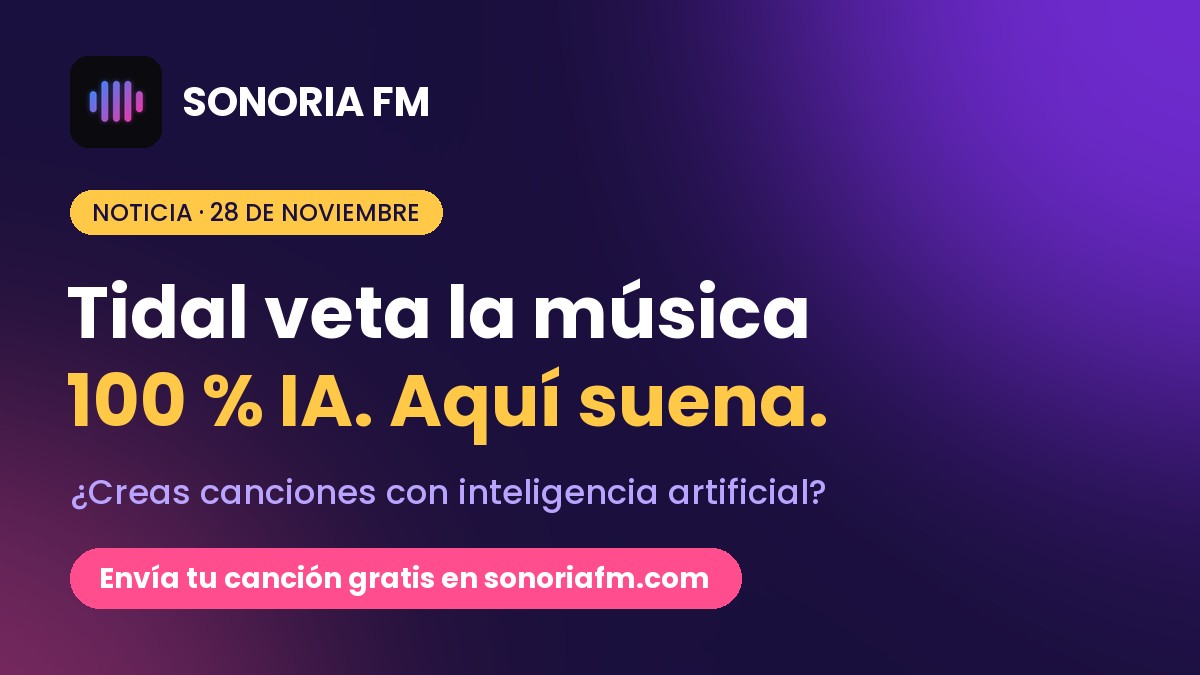 SONORIA FM
NOTICIA · 28 DE NOVIEMBRE
Tidal veta la música
100 % IA. Aquí suena.
¿Creas canciones con inteligencia artificial?
Envía tu canción gratis en sonoriafm.com